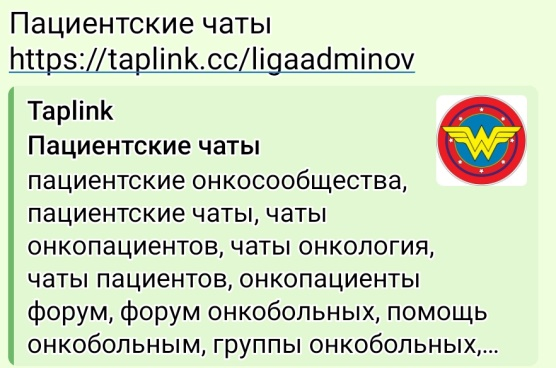 Пациентские чаты
https://taplink.cc/ligaadminov
Taplink
Пациентские чаты
пациентские онкосообщества,
пациентские чаты, чаты
онкопациентов, чаты онкология,
чаты пациентов, онкопациенты
форум, форум онкобольных, помощь
онкобольным, группы онкобольных,...
W